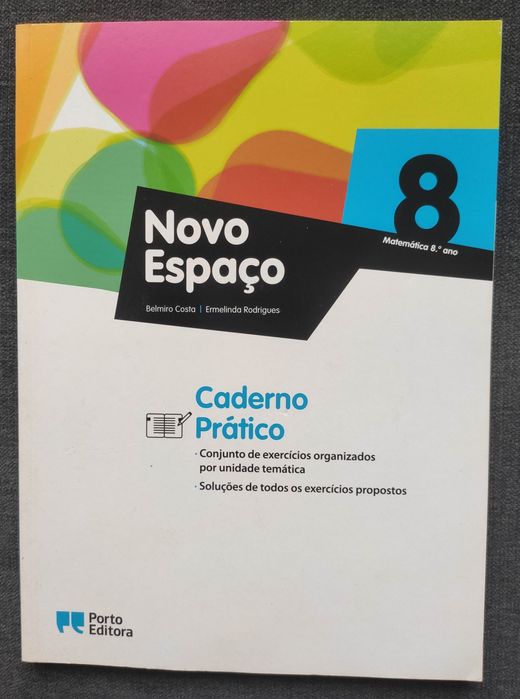 8
Matemática 8.º ano
Novo
Espaço
Belmiro Costa | Ermelinda Rodrigues
Caderno
Prático
· Conjunto de exercícios organizados
por unidade temática
· Soluções de todos os exercícios propostos
Porto
Editora